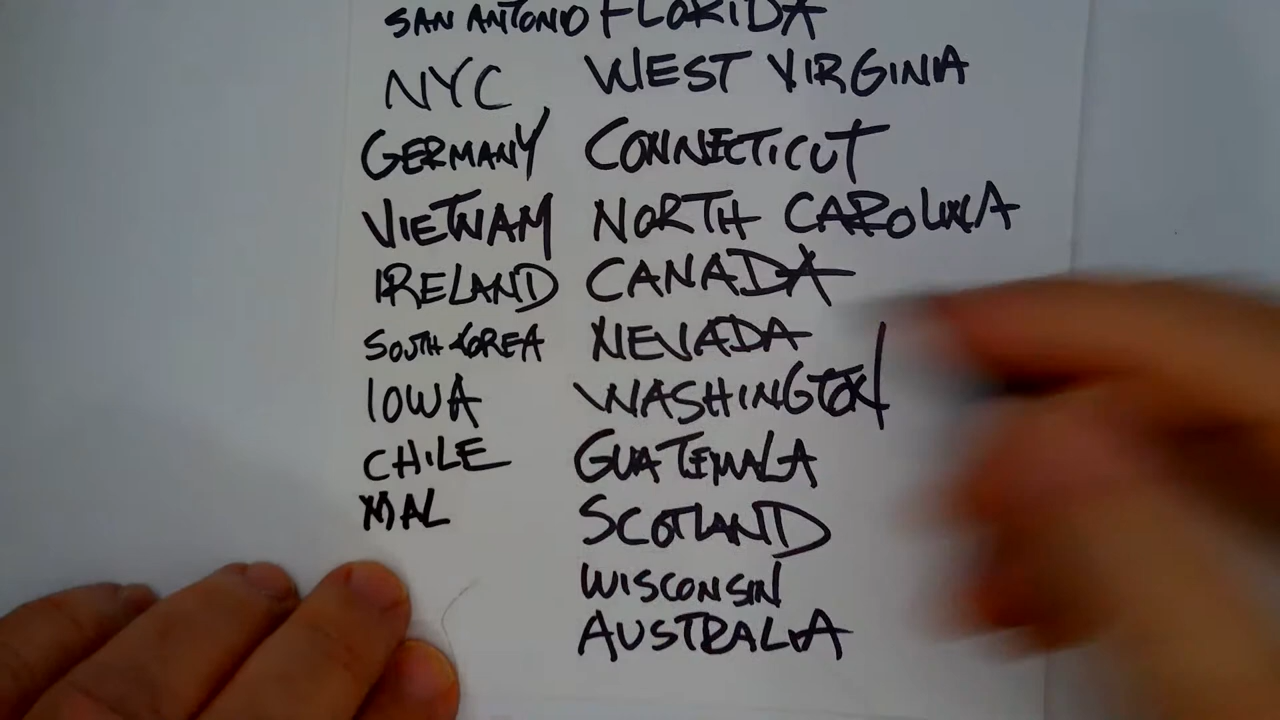 SAN ANTONIO FLORIDA
NYC WEST VIRGINIA
GERMANY CONNECTICUT
VIETNAM NORTH CAROLINA
IRELAND CANADA
SOUTH KOREA NEVADA
IOWA WASHINGTON
CHILE GUATEMALA
MAL SCOTLAND
WISCONSIN
AUSTRALIA